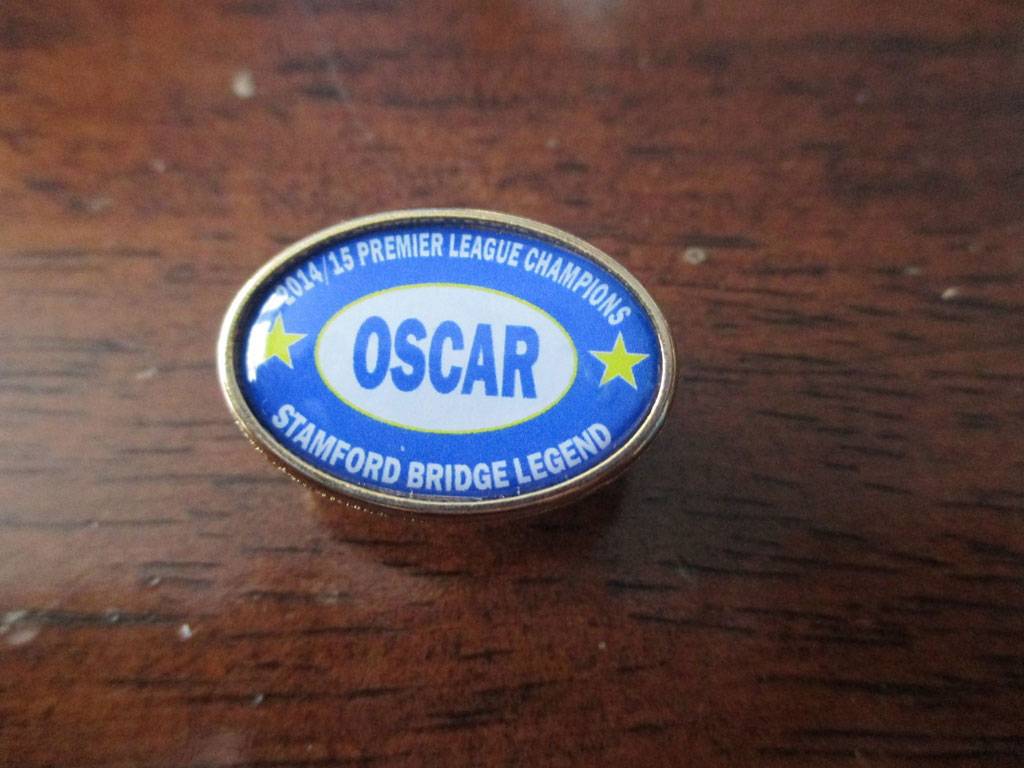 2014/15 PREMIER LEAGUE CHAMPIONS
OSCAR
STAMFORD BRIDGE LEGEND